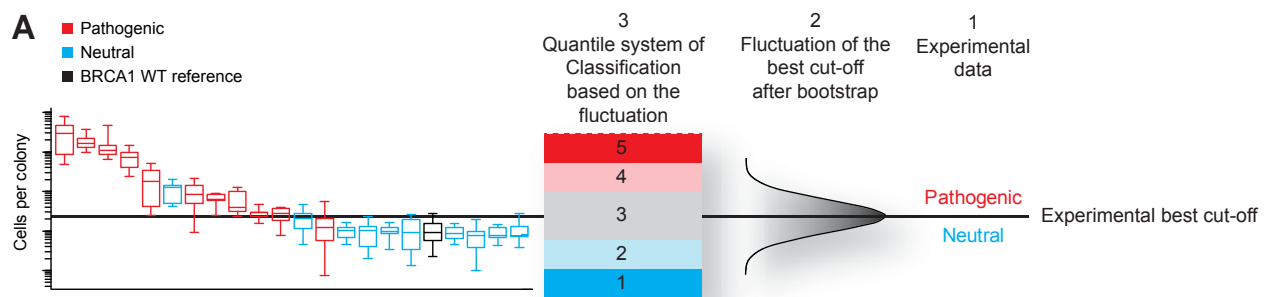 A
Pathogenic
Neutral
BRCA1 WT reference
Cells per colony
3
Quantile system of
Classification
based on the
fluctuation
5
4
3
2
1
2
Fluctuation of the
best cut-off
after bootstrap
1
Experimental
data
Pathogenic
Neutral
Experimental best cut-off